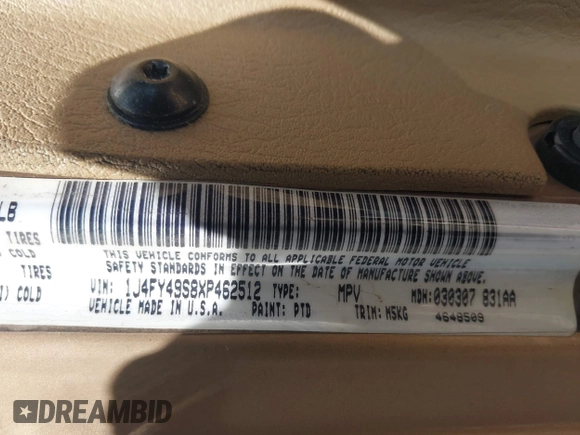 LB
TIRES
COLD
TIRES
) COLD
THIS VEHICLE CONFORMS TO ALL APPLICABLE FEDERAL MOTOR VEHICLE
SAFETY STANDARDS IN EFFECT ON THE DATE OF MANUFACTURE SHOWN ABOVE.
VIN: 1J4FY49S8XP462512 TYPE: MPV MDH: 030307 831AA
VEHICLE MADE IN U.S.A. PAINT: PTD TRIM: M5KG 4648509
DREAMBID